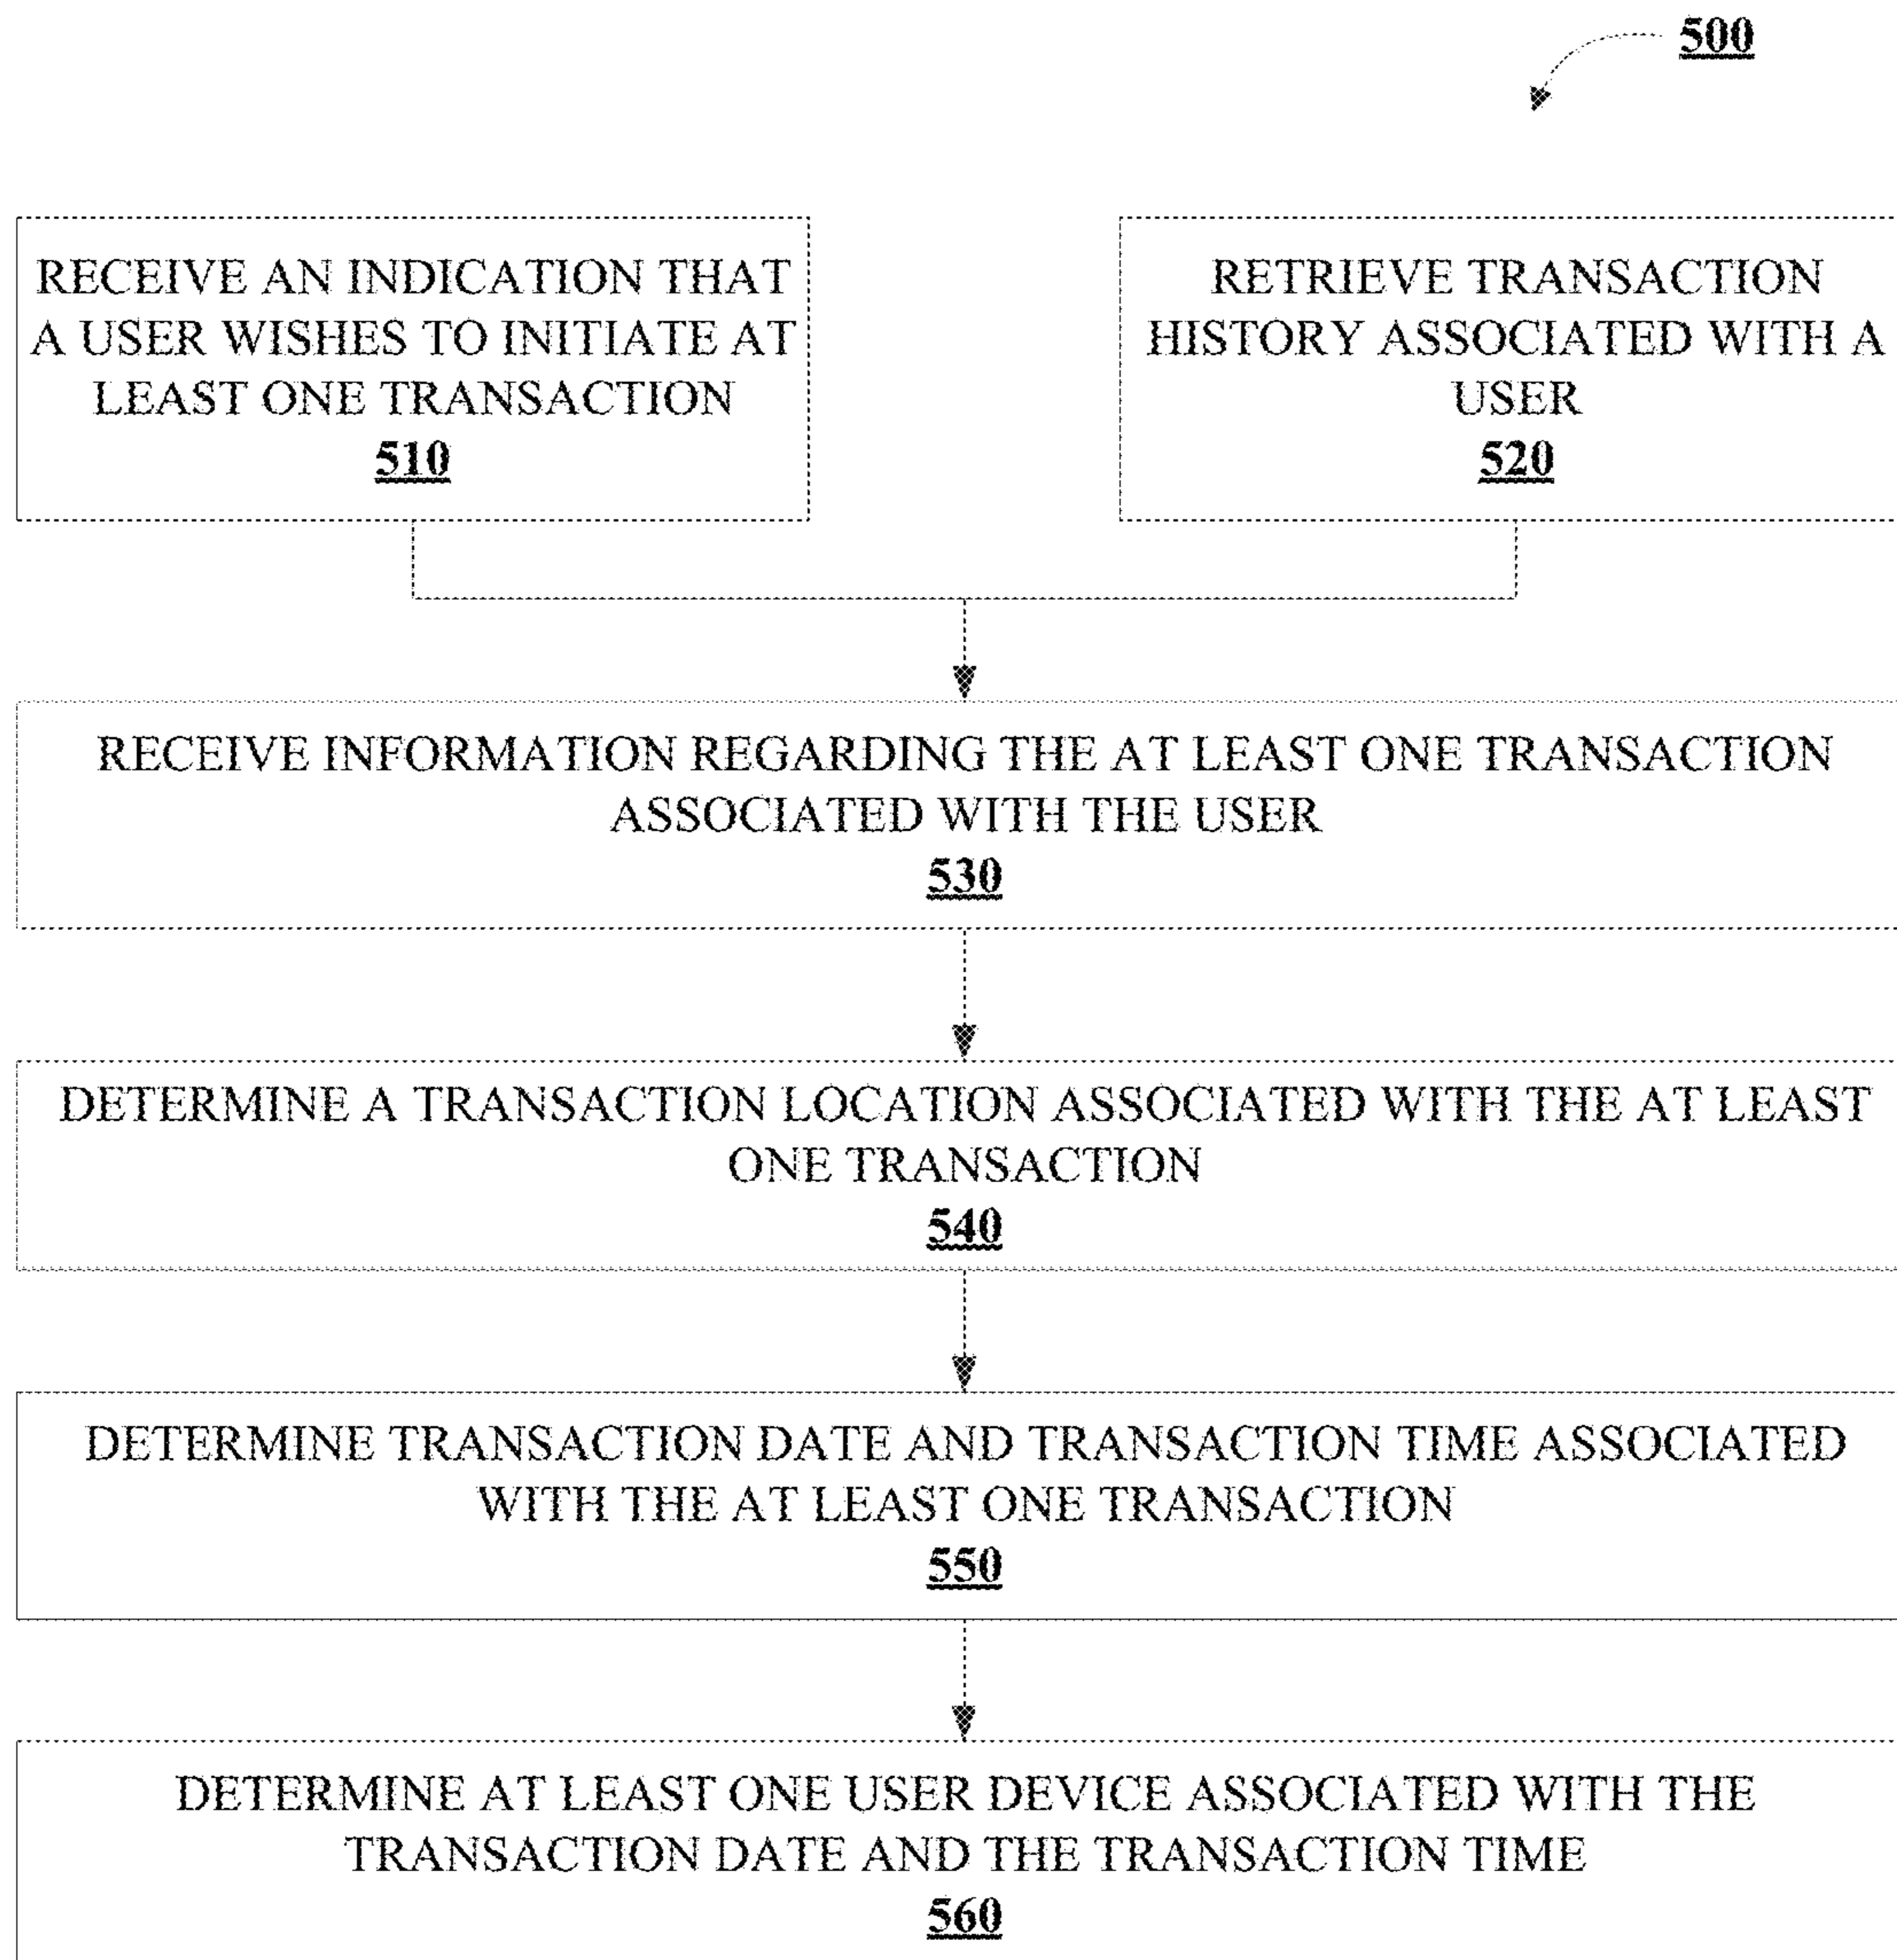 500
RECEIVE AN INDICATION THAT
A USER WISHES TO INITIATE AT
LEAST ONE TRANSACTION
510
RETRIEVE TRANSACTION
HISTORY ASSOCIATED WITH A
USER
520
RECEIVE INFORMATION REGARDING THE AT LEAST ONE TRANSACTION
ASSOCIATED WITH THE USER
530
DETERMINE A TRANSACTION LOCATION ASSOCIATED WITH THE AT LEAST
ONE TRANSACTION
540
DETERMINE TRANSACTION DATE AND TRANSACTION TIME ASSOCIATED
WITH THE AT LEAST ONE TRANSACTION
550
DETERMINE AT LEAST ONE USER DEVICE ASSOCIATED WITH THE
TRANSACTION DATE AND THE TRANSACTION TIME
560